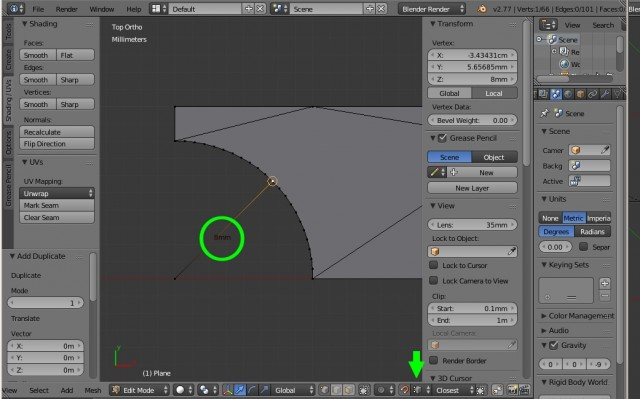 Default
Scene
Blender Render
v2.77 | Verts:1/66 | Edges:0/101 | Faces:0/
Tools
Create
Shading / UVs
Options
Grease Pencil
Shading
Faces:
Smooth Flat
Edges:
Smooth Sharp
Vertices:
Smooth Sharp
Normals:
Recalculate
Flip Direction
UVs
UV Mapping:
Unwrap
Mark Seam
Clear Seam
Add Duplicate
Duplicate
Mode
1
Translate
Vector
X: 0m
Y: 0m
Z: 0m
Top Ortho
Millimeters
8mm
Y
X
(1) Plane
Transform
Vertex:
X: -3.43431cm
Y: 5.65685mm
Z: 8mm
Global Local
Vertex Data:
Bevel Weight: 0.00
Grease Pencil
Scene Object
New
New Layer
View
Lens: 35mm
Lock to Object:
Lock to Cursor
Lock Camera to View
Clip:
Start: 0.1mm
End: 1m
Local Camera:
Render Border
3D Cursor
View Search
Scene
Re
Wo
Scene
Scene
Camer
Backg
Active
Units
None Metric Imperia
Degrees Radians
0.00 Separ
Keying Sets
Color Management
Audio
Gravity
0 0 -9
Rigid Body World
View Select Add Mesh Edit Mode Global Closest